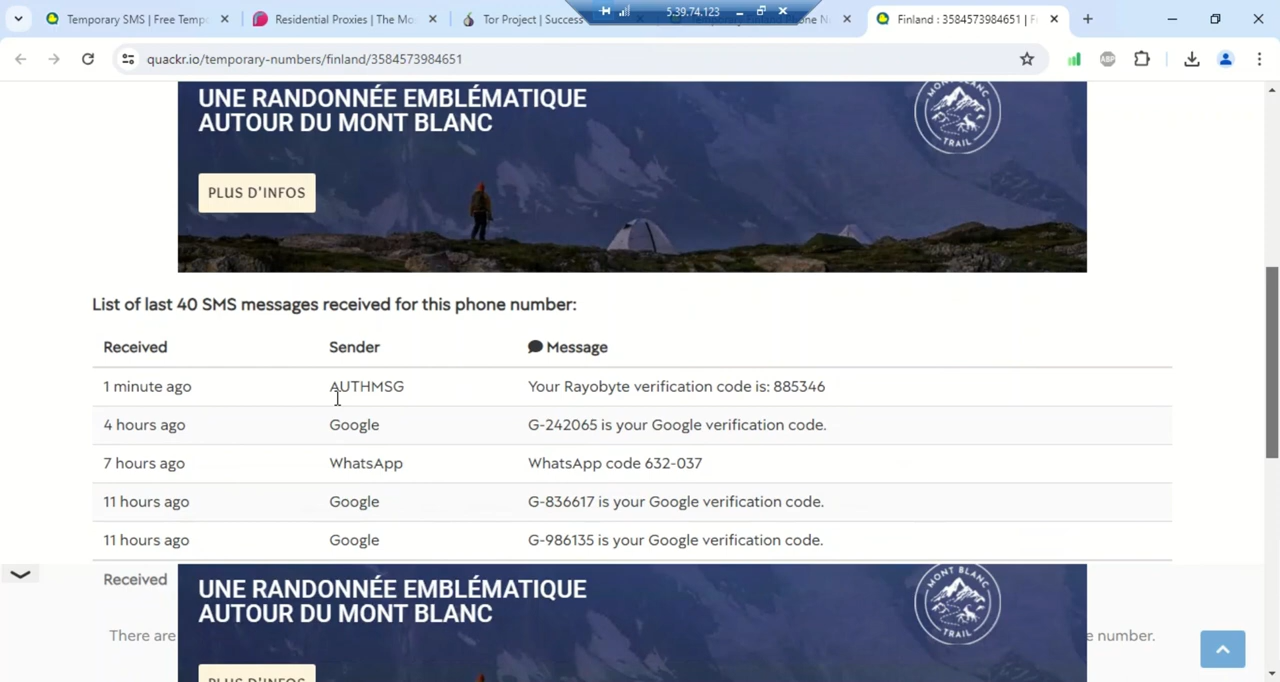 Temporary SMS | Free Tempo
Residential Proxies | The Mo
Tor Project | Success
5.39.74.123
Finland Phone N
Finland : 3584573984651 | F
quackr.io/temporary-numbers/finland/3584573984651
ABP
UNE RANDONNÉE EMBLÉMATIQUE
AUTOUR DU MONT BLANC
MONT BLANC
TRAIL
PLUS D'INFOS
List of last 40 SMS messages received for this phone number:
Received Sender Message
1 minute ago AUTHMSG Your Rayobyte verification code is: 885346
4 hours ago Google G-242065 is your Google verification code.
7 hours ago WhatsApp WhatsApp code 632-037
11 hours ago Google G-836617 is your Google verification code.
11 hours ago Google G-986135 is your Google verification code.
Received
UNE RANDONNÉE EMBLÉMATIQUE
AUTOUR DU MONT BLANC
MONT BLANC
TRAIL
There are
e number.